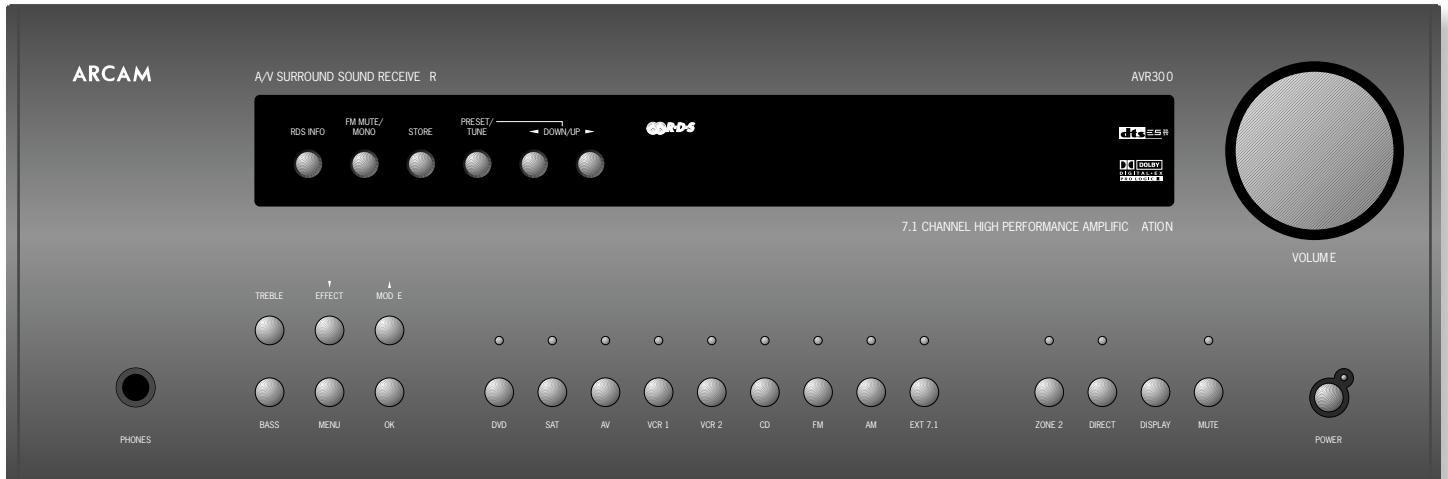 ARCAM
A/V SURROUND SOUND RECEIVE R
AVR300
RDS INFO
FM MUTE/
MONO
STORE
PRESET/
TUNE
◄ DOWN/UP ►
R·D·S
dts ES
DOLBY
DIGITAL·EX
PRO LOGIC II
7.1 CHANNEL HIGH PERFORMANCE AMPLIFIC ATION
VOLUME
TREBLE
EFFECT
MOD E
BASS
MENU
OK
DVD
SAT
AV
VCR 1
VCR 2
CD
FM
AM
EXT 7.1
ZONE 2
DIRECT
DISPLAY
MUTE
PHONES
POWER